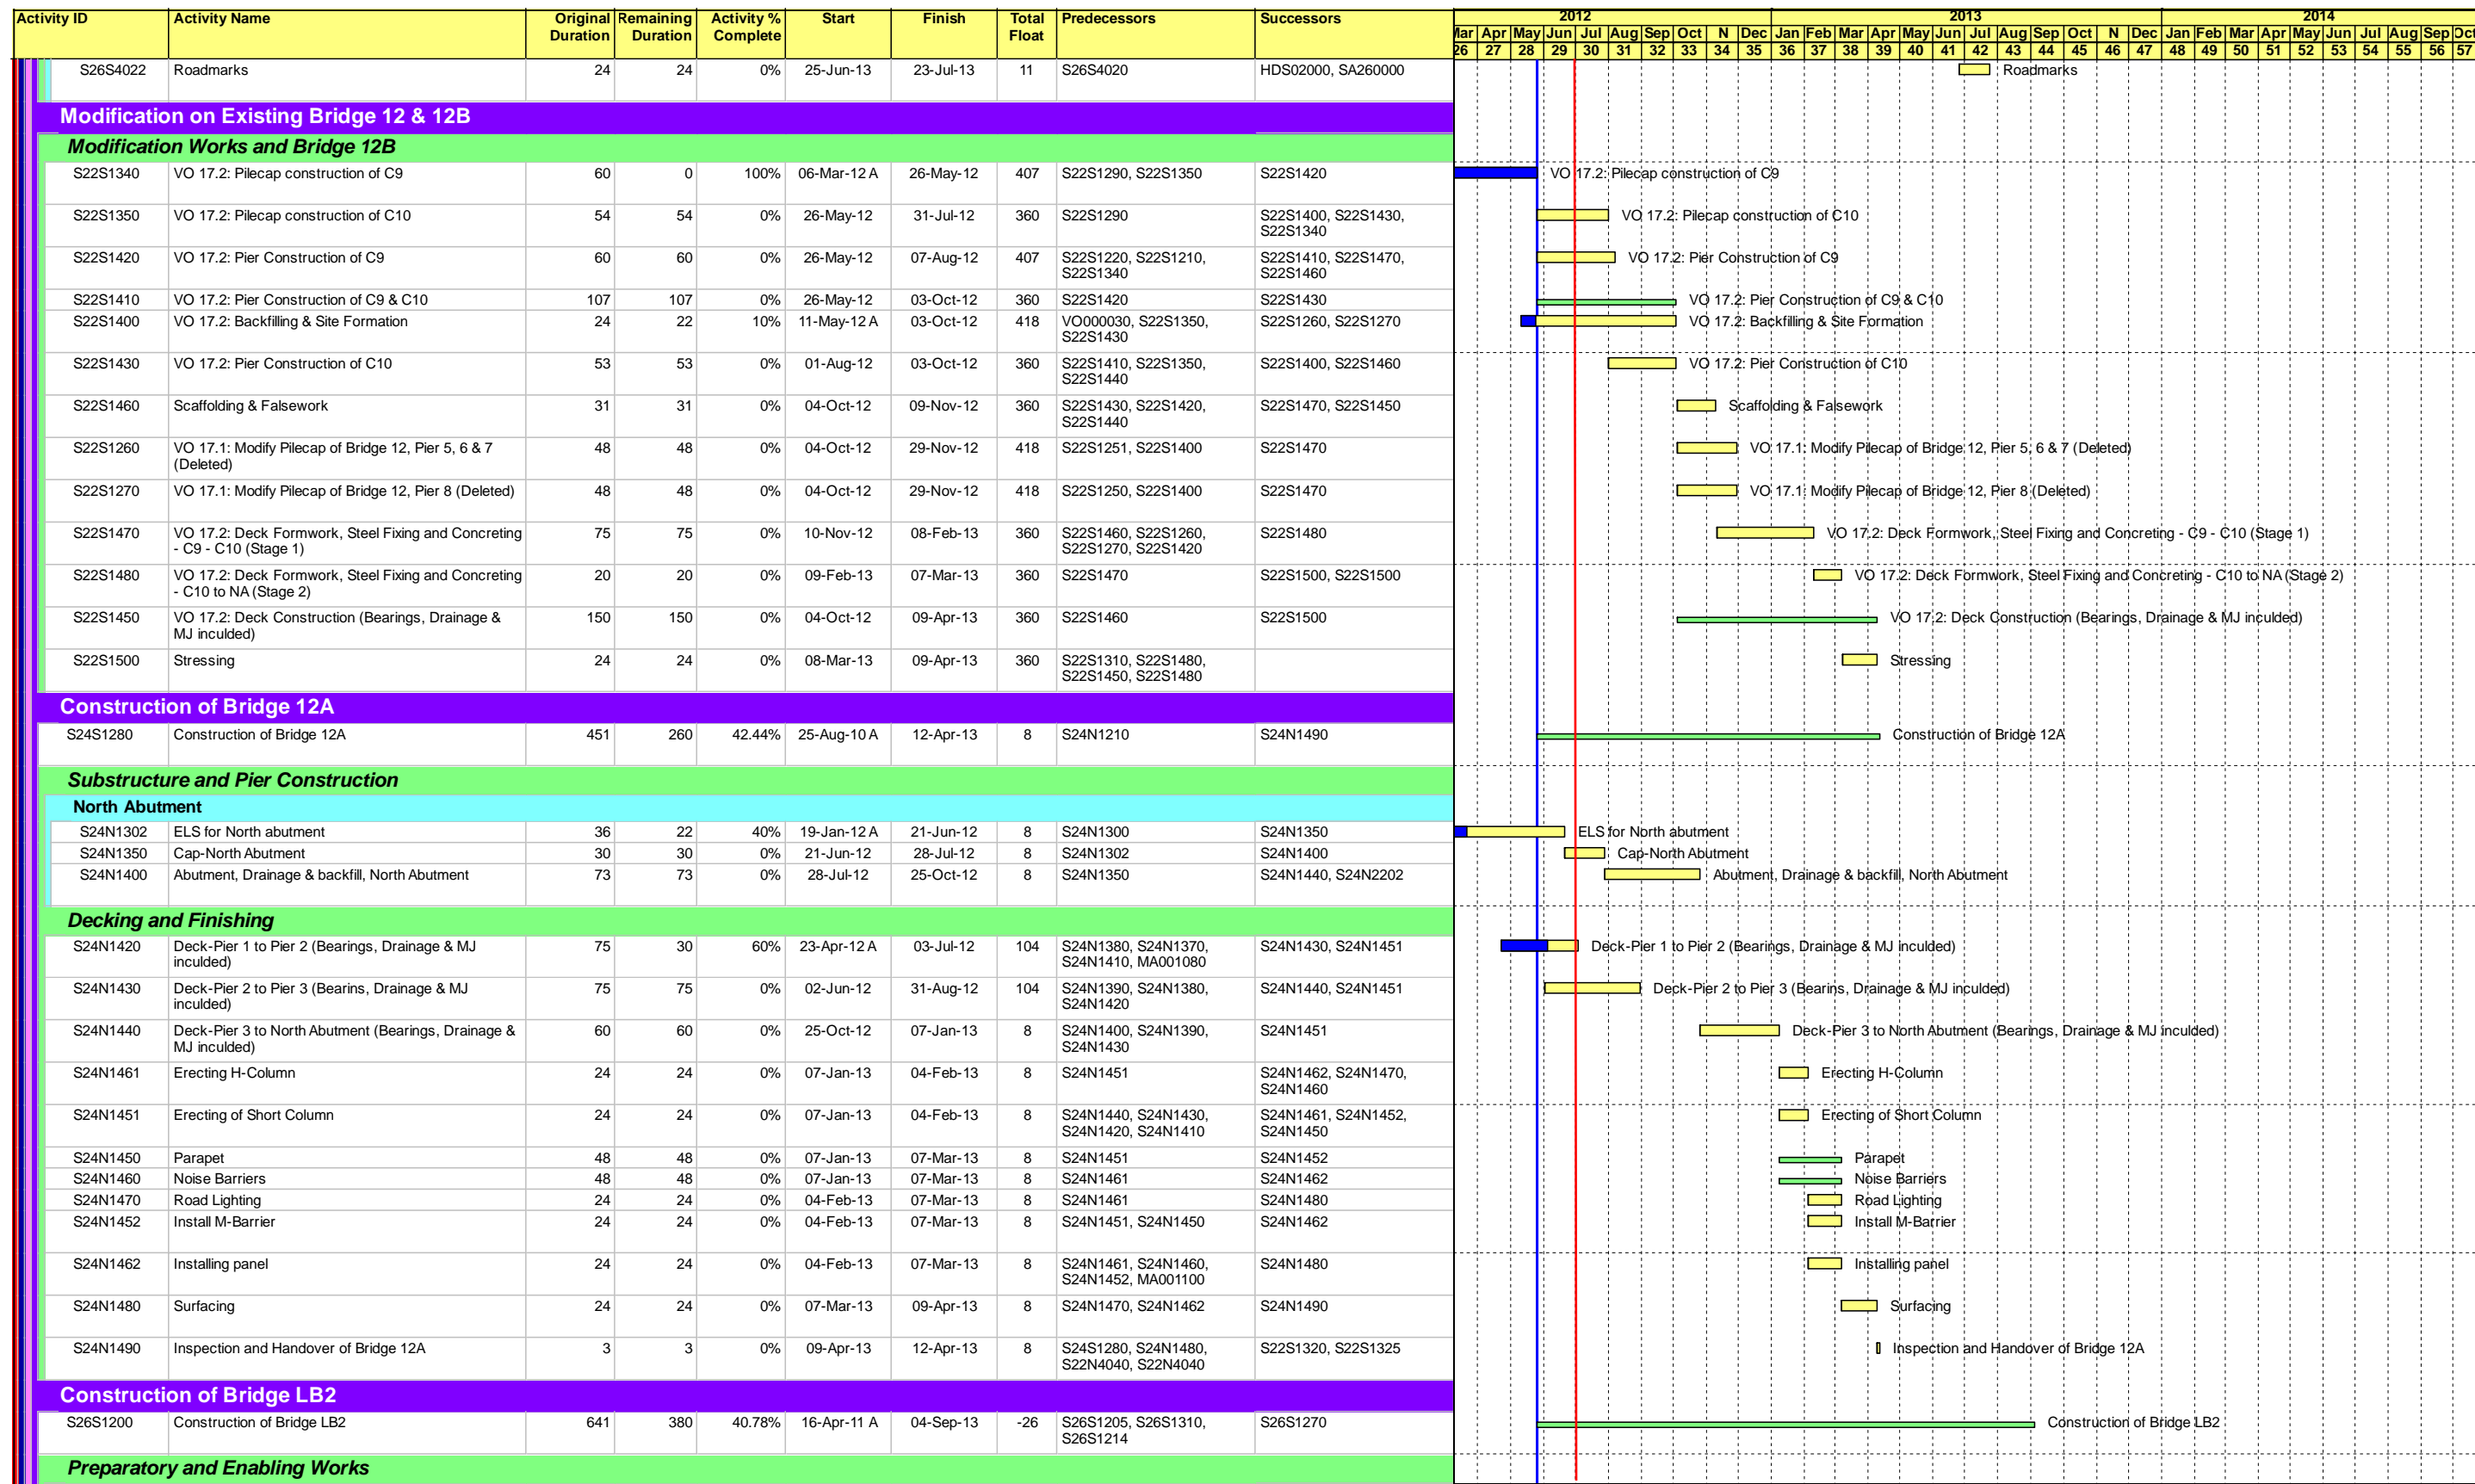 Activity ID Activity Name Original Duration Remaining Duration Activity % Complete Start Finish Total Float Predecessors Successors 2012 2013 2014
Mar Apr May Jun Jul Aug Sep Oct N Dec Jan Feb Mar Apr May Jun Jul Aug Sep Oct N Dec Jan Feb Mar Apr May Jun Jul Aug Sep Oct
26 27 28 29 30 31 32 33 34 35 36 37 38 39 40 41 42 43 44 45 46 47 48 49 50 51 52 53 54 55 56 57
S26S4022 Roadmarks 24 24 0% 25-Jun-13 23-Jul-13 11 S26S4020 HDS02000, SA260000 Roadmarks
Modification on Existing Bridge 12 & 12B
Modification Works and Bridge 12B
S22S1340 VO 17.2: Pilecap construction of C9 60 0 100% 06-Mar-12 A 26-May-12 407 S22S1290, S22S1350 S22S1420 VO 17.2: Pilecap construction of C9
S22S1350 VO 17.2: Pilecap construction of C10 54 54 0% 26-May-12 31-Jul-12 360 S22S1290 S22S1400, S22S1430, S22S1340 VO 17.2: Pilecap construction of C10
S22S1420 VO 17.2: Pier Construction of C9 60 60 0% 26-May-12 07-Aug-12 407 S22S1220, S22S1210, S22S1340 S22S1410, S22S1470, S22S1460 VO 17.2: Pier Construction of C9
S22S1410 VO 17.2: Pier Construction of C9 & C10 107 107 0% 26-May-12 03-Oct-12 360 S22S1420 S22S1430 VO 17.2: Pier Construction of C9 & C10
S22S1400 VO 17.2: Backfilling & Site Formation 24 22 10% 11-May-12 A 03-Oct-12 418 VO000030, S22S1350, S22S1430 S22S1260, S22S1270 VO 17.2: Backfilling & Site Formation
S22S1430 VO 17.2: Pier Construction of C10 53 53 0% 01-Aug-12 03-Oct-12 360 S22S1410, S22S1350, S22S1440 S22S1400, S22S1460 VO 17.2: Pier Construction of C10
S22S1460 Scaffolding & Falsework 31 31 0% 04-Oct-12 09-Nov-12 360 S22S1430, S22S1420, S22S1440 S22S1470, S22S1450 Scaffolding & Falsework
S22S1260 VO 17.1: Modify Pilecap of Bridge 12, Pier 5, 6 & 7 (Deleted) 48 48 0% 04-Oct-12 29-Nov-12 418 S22S1251, S22S1400 S22S1470 VO 17.1: Modify Pilecap of Bridge 12, Pier 5, 6 & 7 (Deleted)
S22S1270 VO 17.1: Modify Pilecap of Bridge 12, Pier 8 (Deleted) 48 48 0% 04-Oct-12 29-Nov-12 418 S22S1250, S22S1400 S22S1470 VO 17.1: Modify Pilecap of Bridge 12, Pier 8 (Deleted)
S22S1470 VO 17.2: Deck Formwork, Steel Fixing and Concreting - C9 - C10 (Stage 1) 75 75 0% 10-Nov-12 08-Feb-13 360 S22S1460, S22S1260, S22S1270, S22S1420 S22S1480 VO 17.2: Deck Formwork, Steel Fixing and Concreting - C9 - C10 (Stage 1)
S22S1480 VO 17.2: Deck Formwork, Steel Fixing and Concreting - C10 to NA (Stage 2) 20 20 0% 09-Feb-13 07-Mar-13 360 S22S1470 S22S1500, S22S1500 VO 17.2: Deck Formwork, Steel Fixing and Concreting - C10 to NA (Stage 2)
S22S1450 VO 17.2: Deck Construction (Bearings, Drainage & MJ inculded) 150 150 0% 04-Oct-12 09-Apr-13 360 S22S1460 S22S1500 VO 17.2: Deck Construction (Bearings, Drainage & MJ inculded)
S22S1500 Stressing 24 24 0% 08-Mar-13 09-Apr-13 360 S22S1310, S22S1480, S22S1450, S22S1480 Stressing
Construction of Bridge 12A
S24S1280 Construction of Bridge 12A 451 260 42.44% 25-Aug-10 A 12-Apr-13 8 S24N1210 S24N1490 Construction of Bridge 12A
Substructure and Pier Construction
North Abutment
S24N1302 ELS for North abutment 36 22 40% 19-Jan-12 A 21-Jun-12 8 S24N1300 S24N1350 ELS for North abutment
S24N1350 Cap-North Abutment 30 30 0% 21-Jun-12 28-Jul-12 8 S24N1302 S24N1400 Cap-North Abutment
S24N1400 Abutment, Drainage & backfill, North Abutment 73 73 0% 28-Jul-12 25-Oct-12 8 S24N1350 S24N1440, S24N2202 Abutment, Drainage & backfill, North Abutment
Decking and Finishing
S24N1420 Deck-Pier 1 to Pier 2 (Bearings, Drainage & MJ inculded) 75 30 60% 23-Apr-12 A 03-Jul-12 104 S24N1380, S24N1370, S24N1410, MA001080 S24N1430, S24N1451 Deck-Pier 1 to Pier 2 (Bearings, Drainage & MJ inculded)
S24N1430 Deck-Pier 2 to Pier 3 (Bearins, Drainage & MJ inculded) 75 75 0% 02-Jun-12 31-Aug-12 104 S24N1390, S24N1380, S24N1420 S24N1440, S24N1451 Deck-Pier 2 to Pier 3 (Bearins, Drainage & MJ inculded)
S24N1440 Deck-Pier 3 to North Abutment (Bearings, Drainage & MJ inculded) 60 60 0% 25-Oct-12 07-Jan-13 8 S24N1400, S24N1390, S24N1430 S24N1451 Deck-Pier 3 to North Abutment (Bearings, Drainage & MJ inculded)
S24N1461 Erecting H-Column 24 24 0% 07-Jan-13 04-Feb-13 8 S24N1451 S24N1462, S24N1470, S24N1460 Erecting H-Column
S24N1451 Erecting of Short Column 24 24 0% 07-Jan-13 04-Feb-13 8 S24N1440, S24N1430, S24N1420, S24N1410 S24N1461, S24N1452, S24N1450 Erecting of Short Column
S24N1450 Parapet 48 48 0% 07-Jan-13 07-Mar-13 8 S24N1451 S24N1452 Parapet
S24N1460 Noise Barriers 48 48 0% 07-Jan-13 07-Mar-13 8 S24N1461 S24N1462 Noise Barriers
S24N1470 Road Lighting 24 24 0% 04-Feb-13 07-Mar-13 8 S24N1461 S24N1480 Road Lighting
S24N1452 Install M-Barrier 24 24 0% 04-Feb-13 07-Mar-13 8 S24N1451, S24N1450 S24N1462 Install M-Barrier
S24N1462 Installing panel 24 24 0% 04-Feb-13 07-Mar-13 8 S24N1461, S24N1460, S24N1452, MA001100 S24N1480 Installing panel
S24N1480 Surfacing 24 24 0% 07-Mar-13 09-Apr-13 8 S24N1470, S24N1462 S24N1490 Surfacing
S24N1490 Inspection and Handover of Bridge 12A 3 3 0% 09-Apr-13 12-Apr-13 8 S24S1280, S24N1480, S22N4040, S22N4040 S22S1320, S22S1325 Inspection and Handover of Bridge 12A
Construction of Bridge LB2
S26S1200 Construction of Bridge LB2 641 380 40.78% 16-Apr-11 A 04-Sep-13 -26 S26S1205, S26S1310, S26S1214 S26S1270 Construction of Bridge LB2
Preparatory and Enabling Works